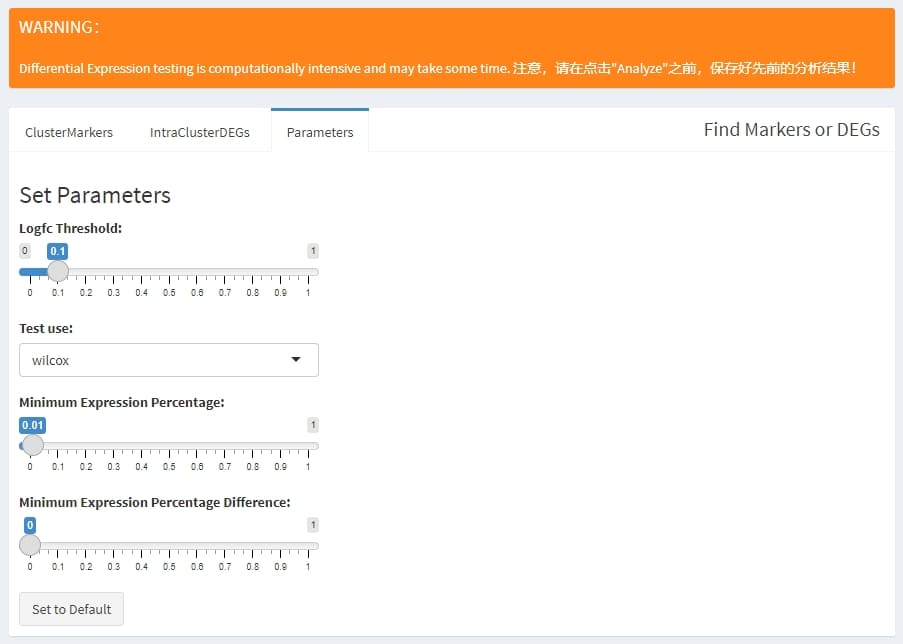 WARNING:
Differential Expression testing is computationally intensive and may take some time. 注意，请在点击"Analyze"之前，保存好先前的分析结果!
ClusterMarkers IntraClusterDEGs Parameters Find Markers or DEGs
Set Parameters
Logfc Threshold:
0 0.1 1
0 0.1 0.2 0.3 0.4 0.5 0.6 0.7 0.8 0.9 1
Test use:
wilcox
Minimum Expression Percentage:
0.01 1
0 0.1 0.2 0.3 0.4 0.5 0.6 0.7 0.8 0.9 1
Minimum Expression Percentage Difference:
0 1
0 0.1 0.2 0.3 0.4 0.5 0.6 0.7 0.8 0.9 1
Set to Default